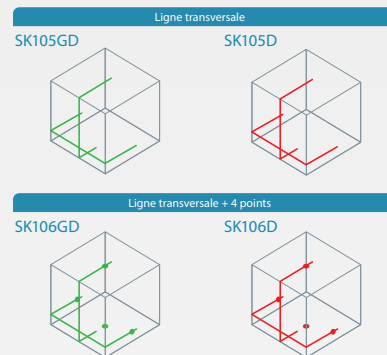 Ligne transversale
SK105GD SK105D
Ligne transversale + 4 points
SK106GD SK106D